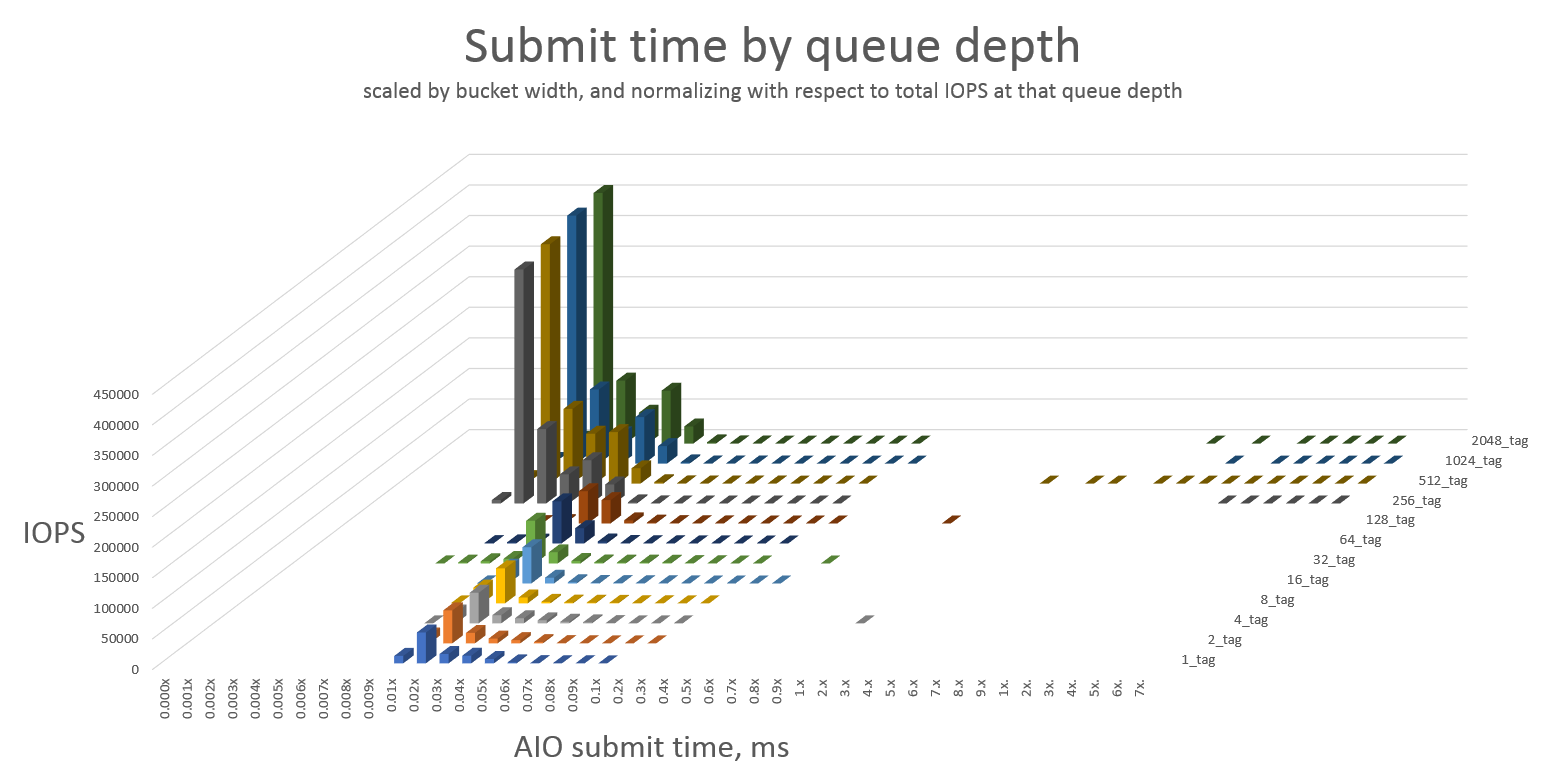 Submit time by queue depth
scaled by bucket width, and normalizing with respect to total IOPS at that queue depth
450000
400000
350000
300000
250000
200000
150000
100000
50000
0
IOPS
2048_tag
1024_tag
512_tag
256_tag
128_tag
64_tag
32_tag
16_tag
8_tag
4_tag
2_tag
1_tag
0.000x
0.001x
0.002x
0.003x
0.004x
0.005x
0.006x
0.007x
0.008x
0.009x
0.01x
0.02x
0.03x
0.04x
0.05x
0.06x
0.07x
0.08x
0.09x
0.1x
0.2x
0.3x
0.4x
0.5x
0.6x
0.7x
0.8x
0.9x
1.x
2.x
3.x
4.x
5.x
6.x
7.x
8.x
9.x
1x.
2x.
3x.
4x.
5x.
6x.
7x.
AIO submit time, ms